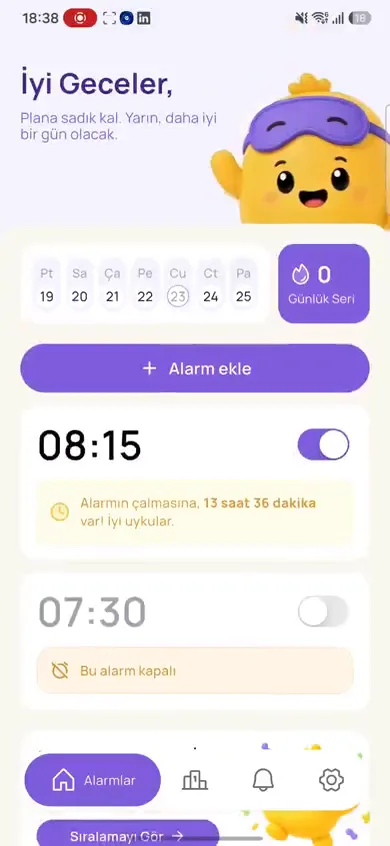 18:38
16
İyi Geceler,
Plana sadık kal. Yarın, daha iyi
bir gün olacak.
Pt Sa Ça Pe Cu Ct Pa
19 20 21 22 23 24 25
0
Günlük Seri
+ Alarm ekle
08:15
Alarmın çalmasına, 13 saat 36 dakika
var! İyi uykular.
07:30
Bu alarm kapalı
Alarmlar
Sıralamayı Gör →